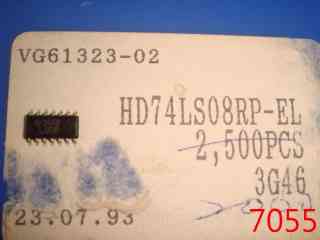 VG61323-02
HD74LS08RP-EL
2,500PCS
3G46
23.07.93
7055